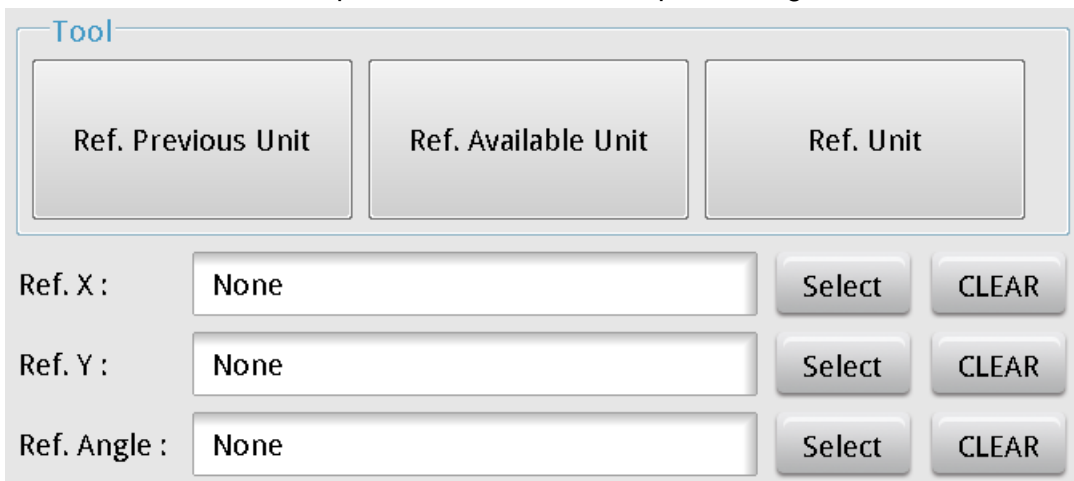 Tool
Ref. Previous Unit Ref. Available Unit Ref. Unit
Ref. X : None Select CLEAR
Ref. Y : None Select CLEAR
Ref. Angle : None Select CLEAR